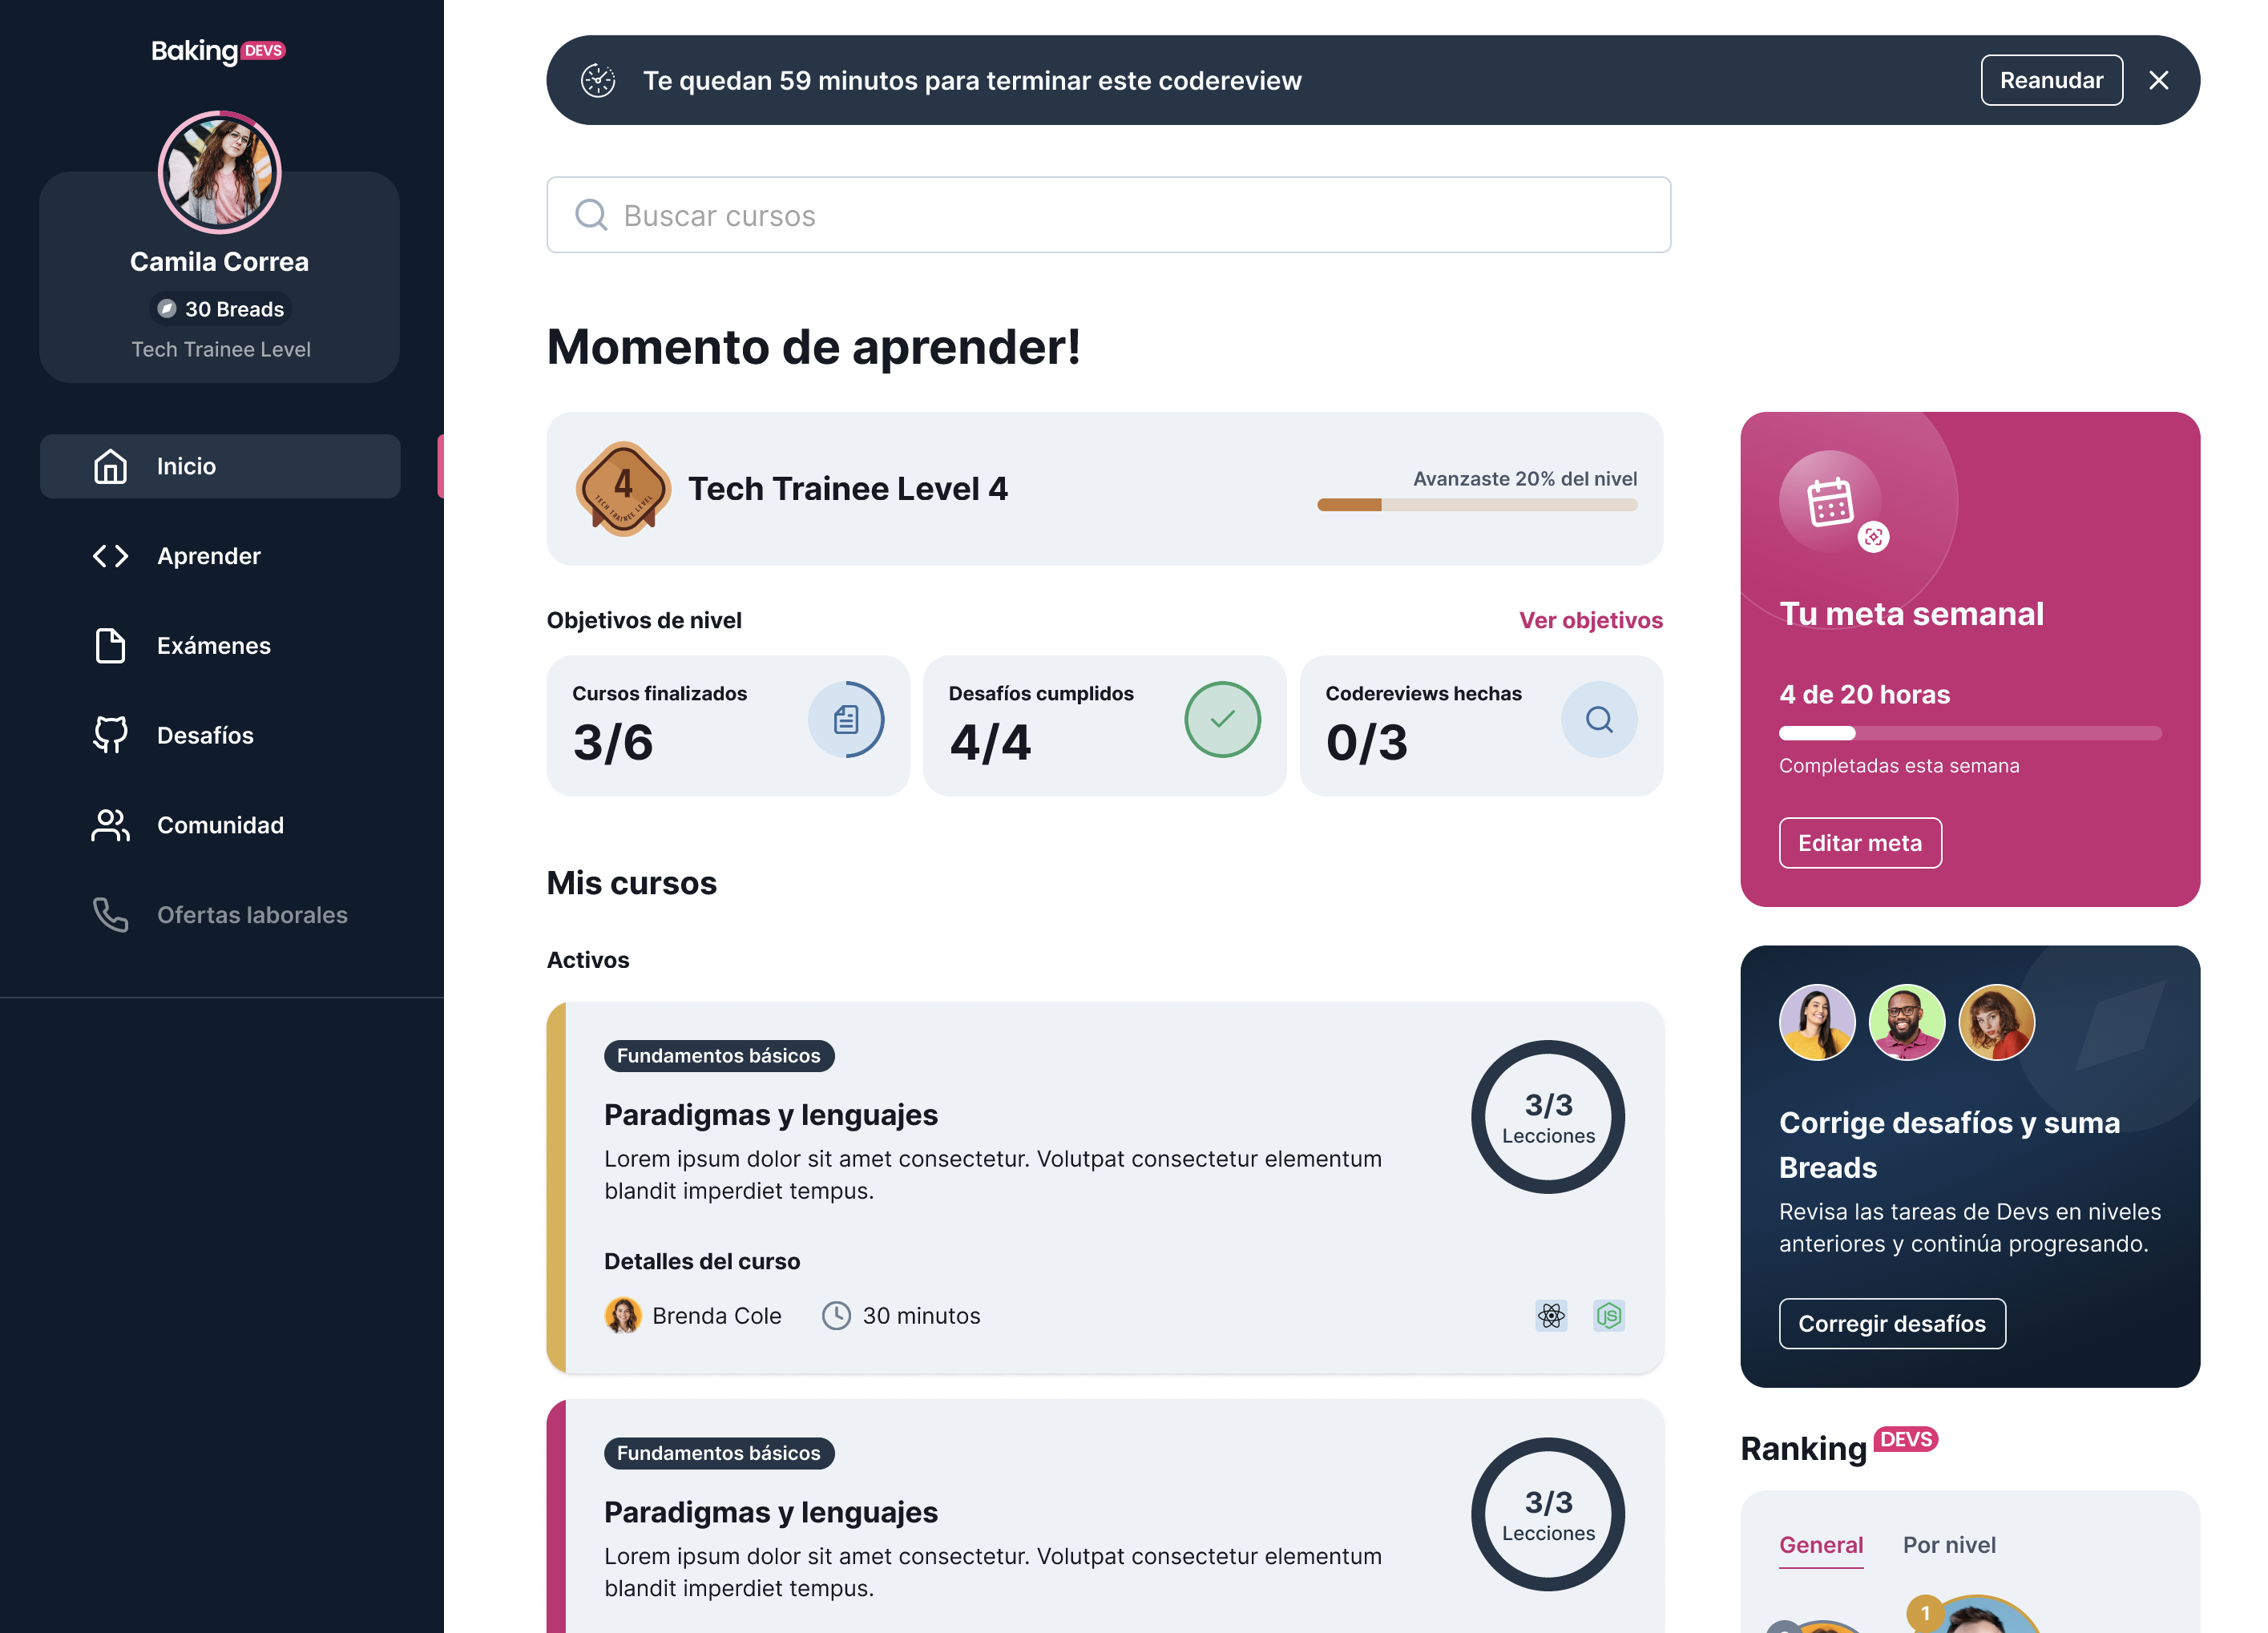 Baking DEVS
Camila Correa
30 Breads
Tech Trainee Level
Inicio
Aprender
Exámenes
Desafíos
Comunidad
Ofertas laborales
Te quedan 59 minutos para terminar este codereview
Reanudar
Buscar cursos
Momento de aprender!
4
TECH TRAINEE LEVEL
Tech Trainee Level 4
Avanzaste 20% del nivel
Objetivos de nivel
Ver objetivos
Cursos finalizados
3/6
Desafíos cumplidos
4/4
Codereviews hechas
0/3
Mis cursos
Activos
Fundamentos básicos
Paradigmas y lenguajes
Lorem ipsum dolor sit amet consectetur. Volutpat consectetur elementum
blandit imperdiet tempus.
3/3
Lecciones
Detalles del curso
Brenda Cole
30 minutos
JS
Fundamentos básicos
Paradigmas y lenguajes
Lorem ipsum dolor sit amet consectetur. Volutpat consectetur elementum
blandit imperdiet tempus.
3/3
Lecciones
Tu meta semanal
4 de 20 horas
Completadas esta semana
Editar meta
Corrige desafíos y suma
Breads
Revisa las tareas de Devs en niveles
anteriores y continúa progresando.
Corregir desafíos
Ranking DEVS
General
Por nivel
1